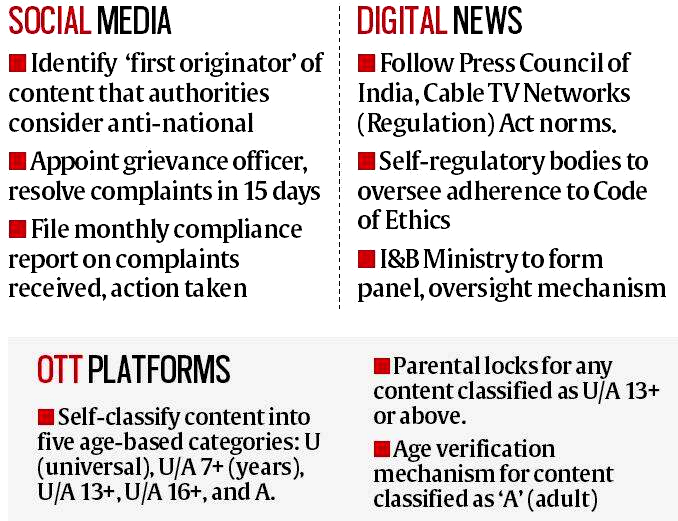 SOCIAL MEDIA
Identify ‘first originator’ of
content that authorities
consider anti-national
Appoint grievance officer,
resolve complaints in 15 days
File monthly compliance
report on complaints
received, action taken
DIGITAL NEWS
Follow Press Council of
India, Cable TV Networks
(Regulation) Act norms.
Self-regulatory bodies to
oversee adherence to Code
of Ethics
I&B Ministry to form
panel, oversight mechanism
OTT PLATFORMS
Self-classify content into
five age-based categories: U
(universal), U/A 7+ (years),
U/A 13+, U/A 16+, and A.
Parental locks for any
content classified as U/A 13+
or above.
Age verification
mechanism for content
classified as ‘A’ (adult)